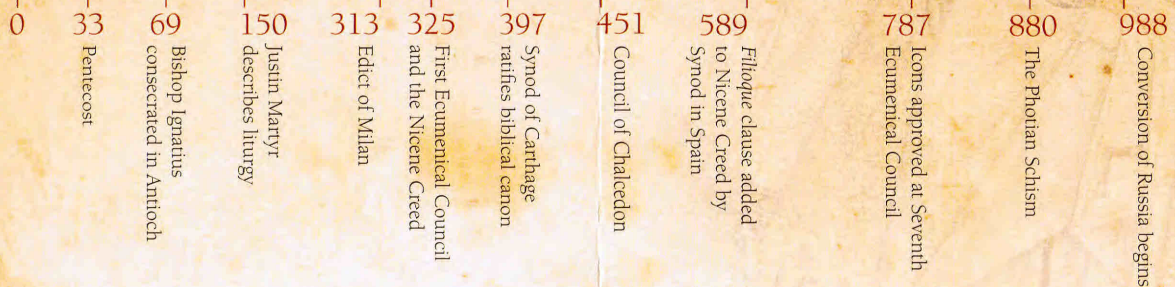 0 33 69 150 313 325 397 451 589 787 880 988
Pentecost
Bishop Ignatius
consecrated in Antioch
Justin Martyr
describes liturgy
Edict of Milan
First Ecumenical Council
and the Nicene Creed
Synod of Carthage
ratifies biblical canon
Council of Chalcedon
Filioque clause added
to Nicene Creed by
Synod in Spain
Icons approved at Seventh
Ecumenical Council
The Photian Schism
Conversion of Russia begins